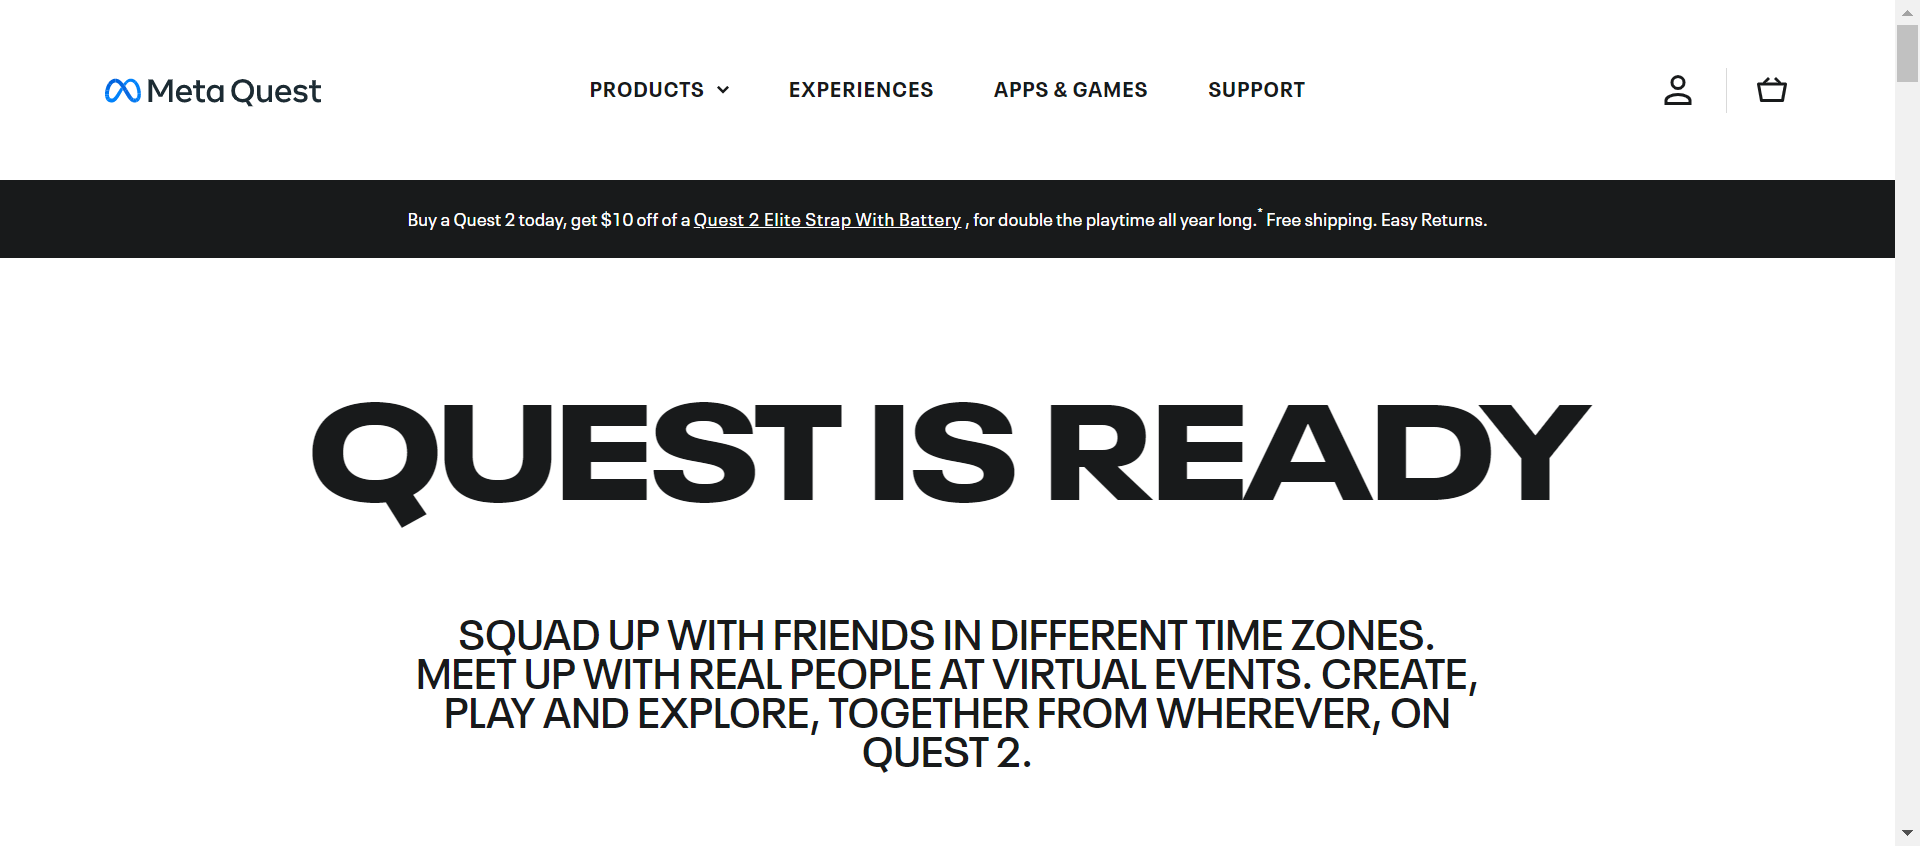 Meta Quest
PRODUCTS
EXPERIENCES
APPS & GAMES
SUPPORT
Buy a Quest 2 today, get $10 off of a Quest 2 Elite Strap With Battery , for double the playtime all year long.* Free shipping. Easy Returns.
QUEST IS READY
SQUAD UP WITH FRIENDS IN DIFFERENT TIME ZONES.
MEET UP WITH REAL PEOPLE AT VIRTUAL EVENTS. CREATE,
PLAY AND EXPLORE, TOGETHER FROM WHEREVER, ON
QUEST 2.